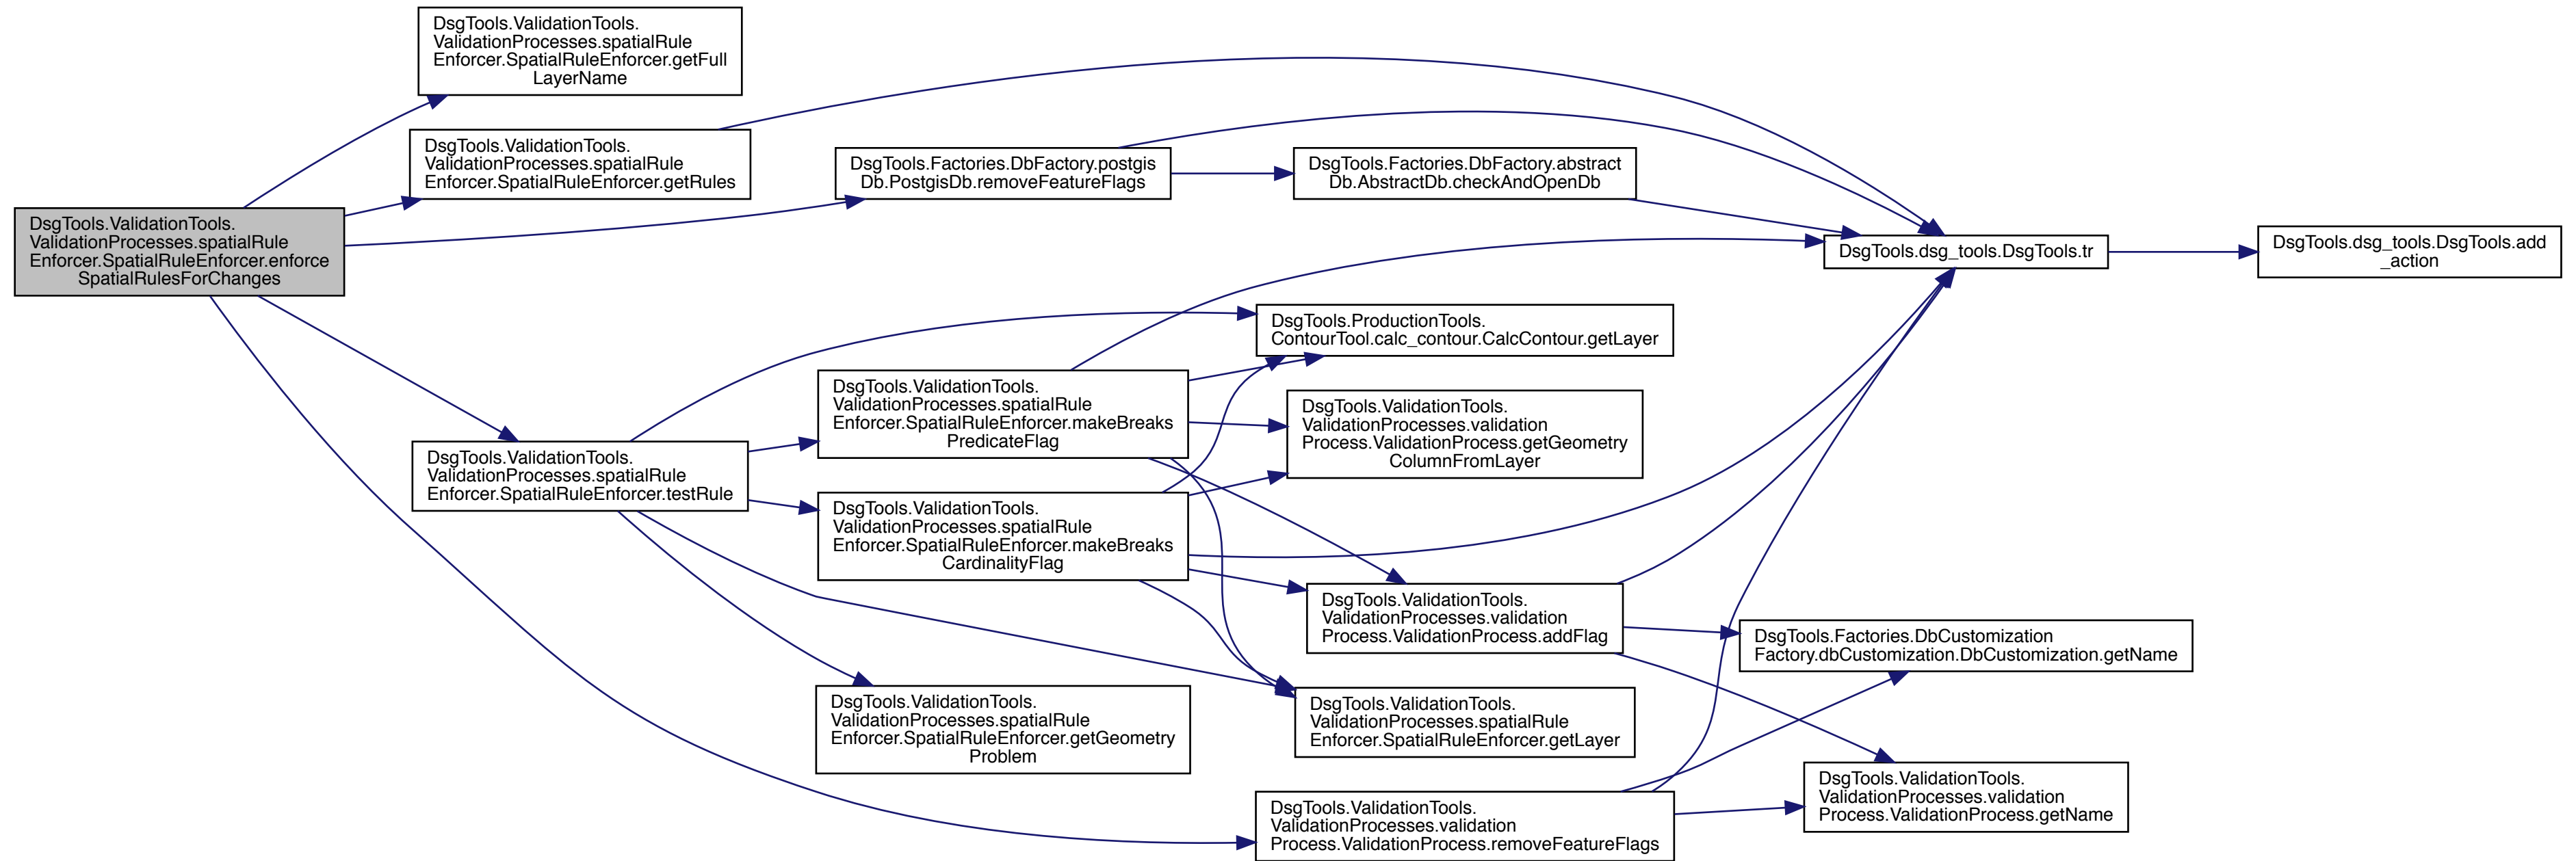 DsgTools.ValidationTools.
ValidationProcesses.spatialRule
Enforcer.SpatialRuleEnforcer.enforce
SpatialRulesForChanges
DsgTools.ValidationTools.
ValidationProcesses.spatialRule
Enforcer.SpatialRuleEnforcer.getFull
LayerName
DsgTools.ValidationTools.
ValidationProcesses.spatialRule
Enforcer.SpatialRuleEnforcer.getRules
DsgTools.ValidationTools.
ValidationProcesses.spatialRule
Enforcer.SpatialRuleEnforcer.testRule
DsgTools.Factories.DbFactory.postgis
Db.PostgisDb.removeFeatureFlags
DsgTools.ValidationTools.
ValidationProcesses.spatialRule
Enforcer.SpatialRuleEnforcer.makeBreaks
PredicateFlag
DsgTools.ValidationTools.
ValidationProcesses.spatialRule
Enforcer.SpatialRuleEnforcer.makeBreaks
CardinalityFlag
DsgTools.ValidationTools.
ValidationProcesses.spatialRule
Enforcer.SpatialRuleEnforcer.getGeometry
Problem
DsgTools.Factories.DbFactory.abstract
Db.AbstractDb.checkAndOpenDb
DsgTools.ProductionTools.
ContourTool.calc_contour.CalcContour.getLayer
DsgTools.ValidationTools.
ValidationProcesses.validation
Process.ValidationProcess.getGeometry
ColumnFromLayer
DsgTools.ValidationTools.
ValidationProcesses.validation
Process.ValidationProcess.addFlag
DsgTools.ValidationTools.
ValidationProcesses.spatialRule
Enforcer.SpatialRuleEnforcer.getLayer
DsgTools.ValidationTools.
ValidationProcesses.validation
Process.ValidationProcess.removeFeatureFlags
DsgTools.dsg_tools.DsgTools.tr
DsgTools.Factories.DbCustomization
Factory.dbCustomization.DbCustomization.getName
DsgTools.ValidationTools.
ValidationProcesses.validation
Process.ValidationProcess.getName
DsgTools.dsg_tools.DsgTools.add
_action